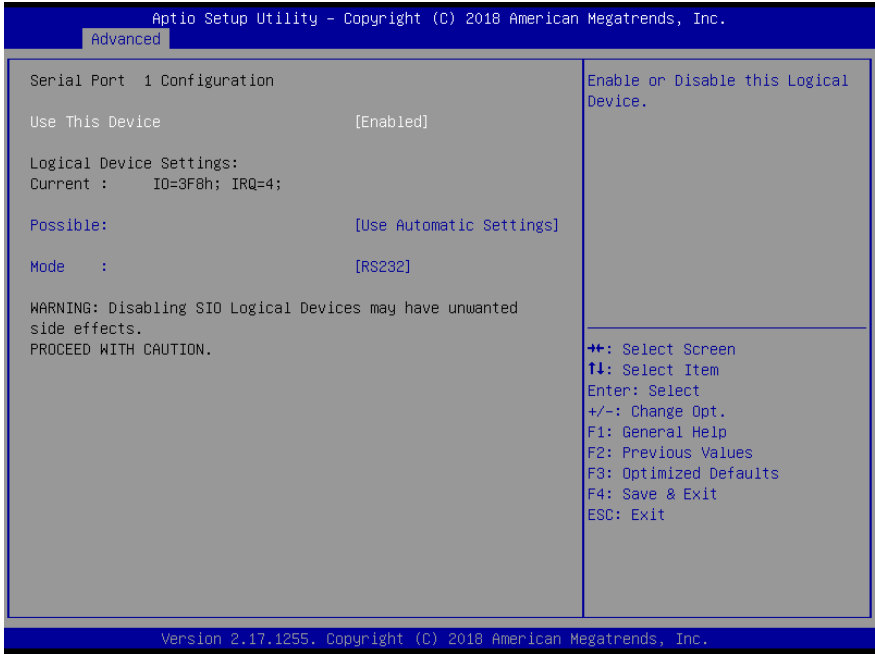 Aptio Setup Utility – Copyright (C) 2018 American Megatrends, Inc.
Advanced
Serial Port  1 Configuration
Use This Device [Enabled]
Logical Device Settings:
Current :    IO=3F8h; IRQ=4;
Possible: [Use Automatic Settings]
Mode   : [RS232]
WARNING: Disabling SIO Logical Devices may have unwanted
side effects.
PROCEED WITH CAUTION.
Enable or Disable this Logical
Device.
→←: Select Screen
↑↓: Select Item
Enter: Select
+/-: Change Opt.
F1: General Help
F2: Previous Values
F3: Optimized Defaults
F4: Save & Exit
ESC: Exit
Version 2.17.1255. Copyright (C) 2018 American Megatrends, Inc.